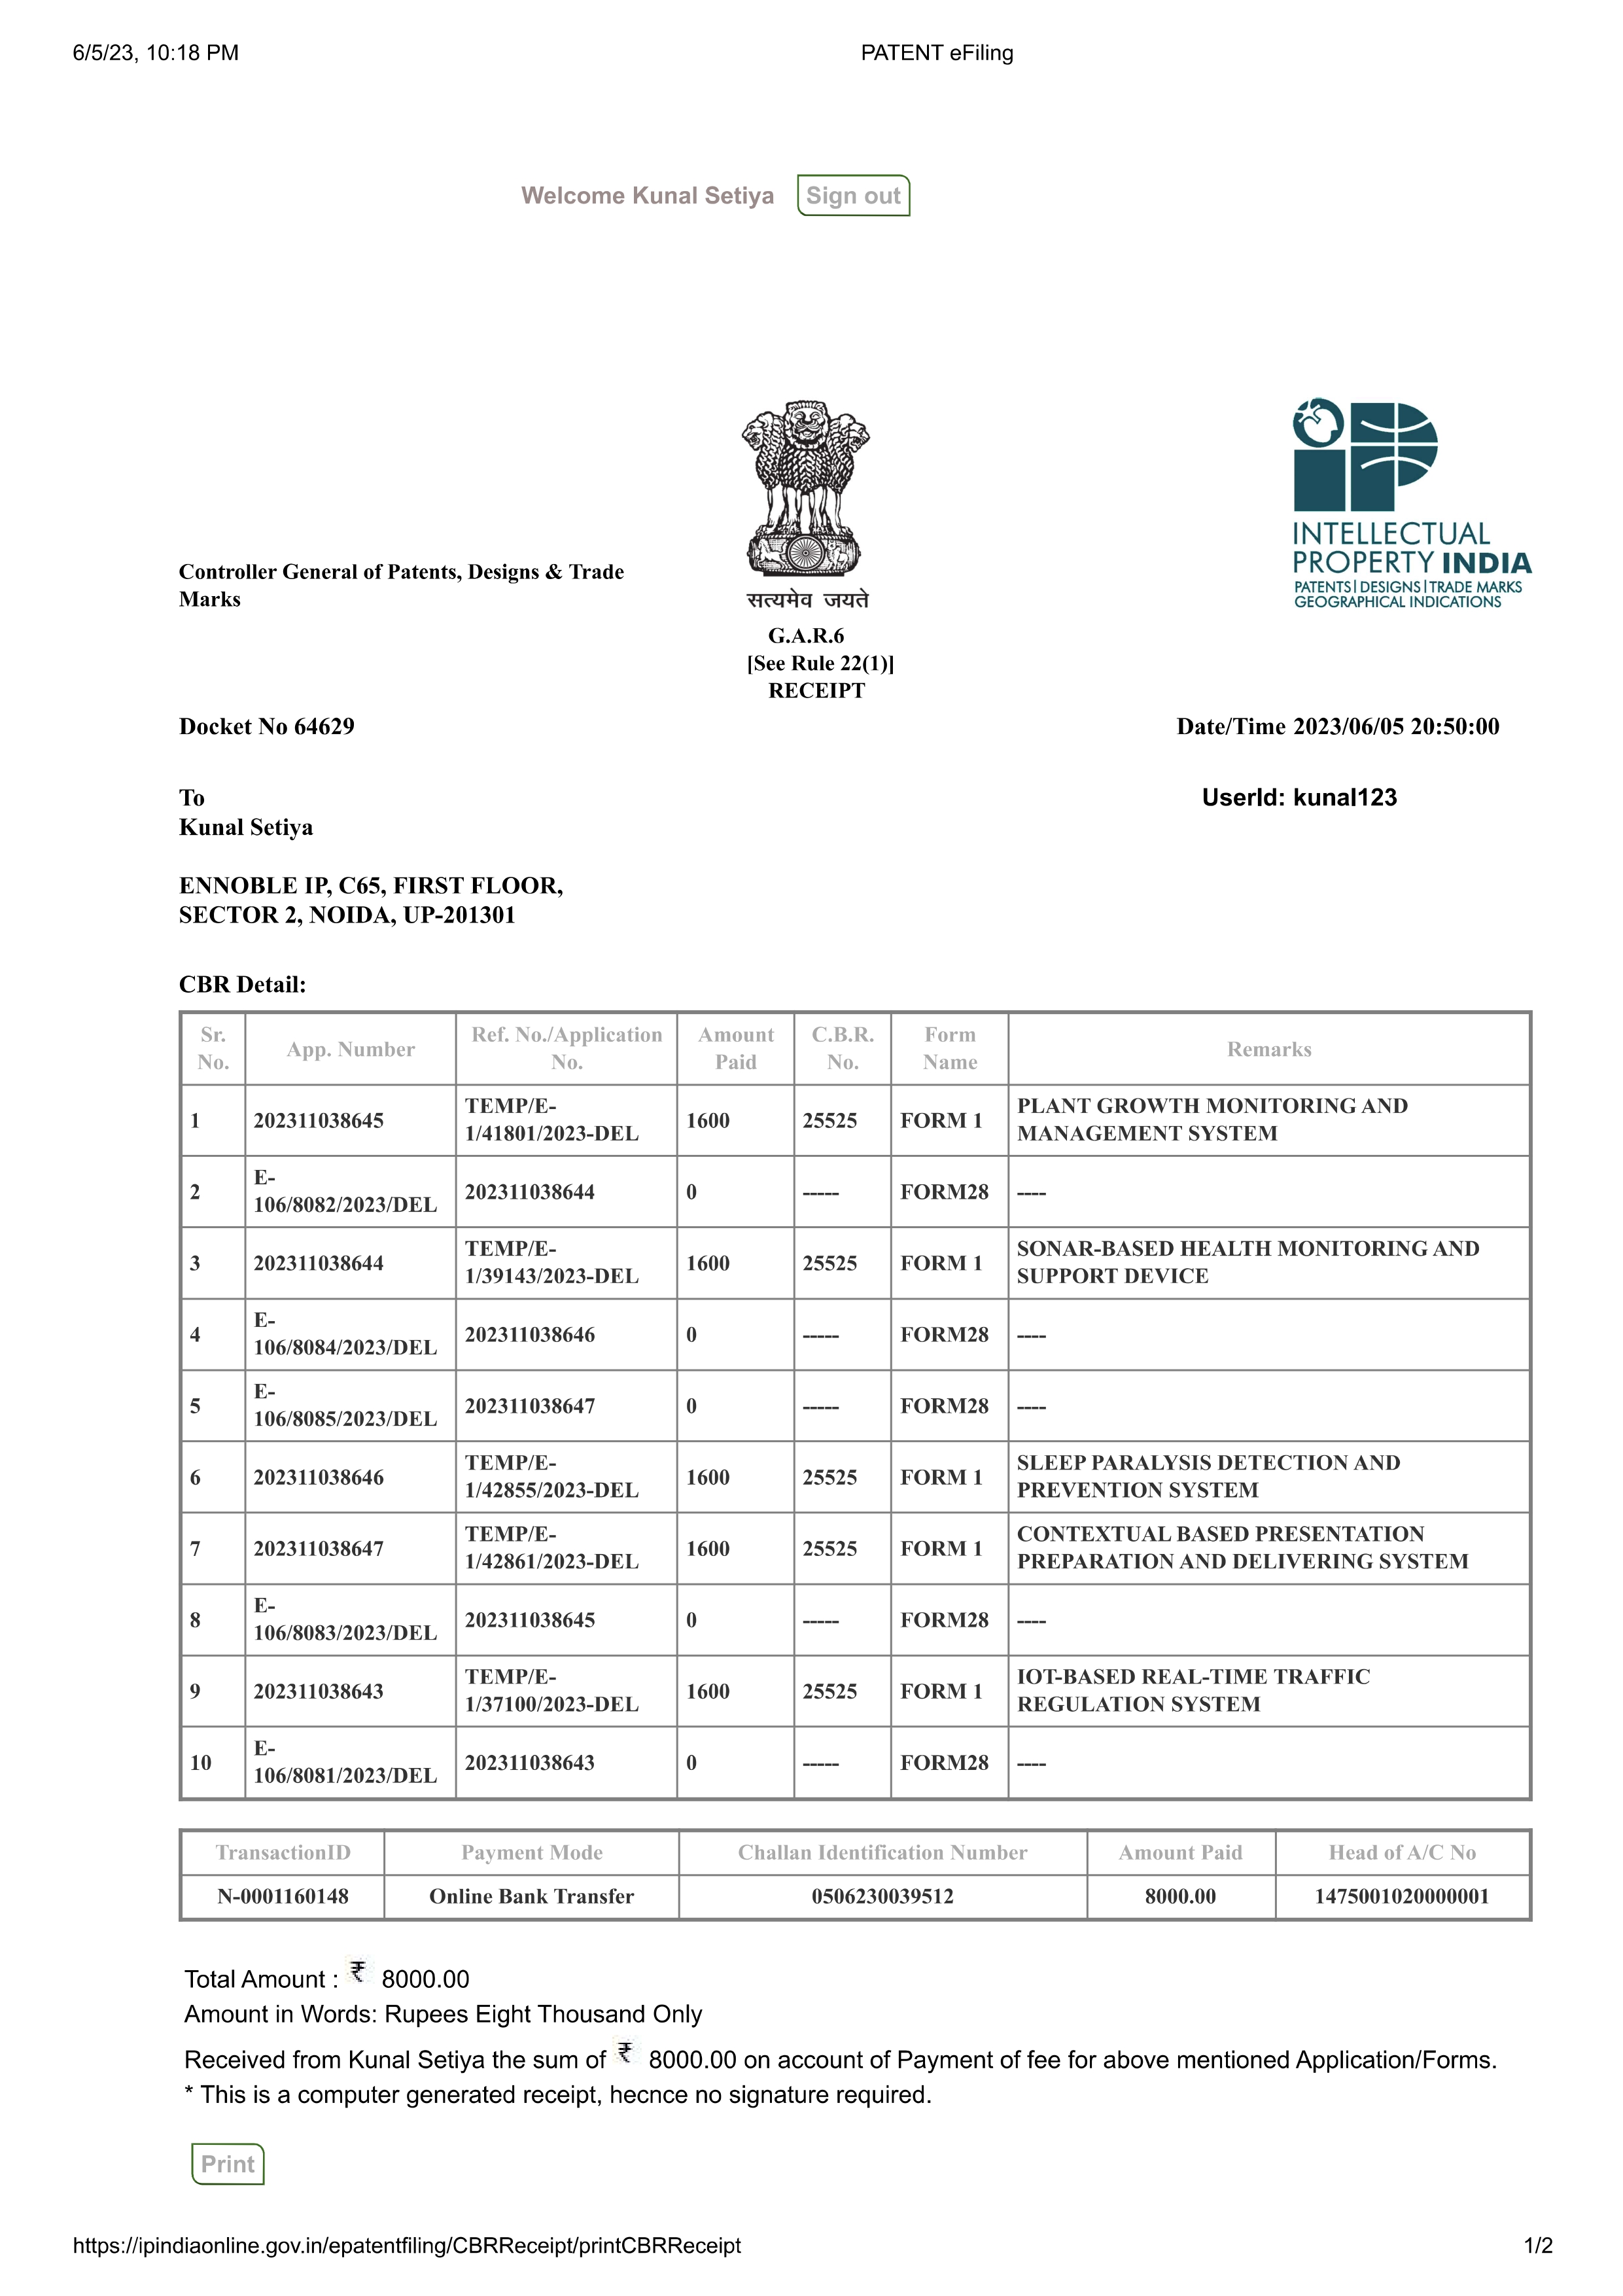 6/5/23, 10:18 PM
PATENT eFiling
Welcome Kunal Setiya
Sign out
INTELLECTUAL
PROPERTY INDIA
PATENTS | DESIGNS | TRADE MARKS
GEOGRAPHICAL INDICATIONS
Controller General of Patents, Designs & Trade
Marks
सत्यमेव जयते
G.A.R.6
[See Rule 22(1)]
RECEIPT
Docket No 64629
Date/Time 2023/06/05 20:50:00
To
UserId: kunal123
Kunal Setiya
ENNOBLE IP, C65, FIRST FLOOR,
SECTOR 2, NOIDA, UP-201301
CBR Detail:
Sr. No. App. Number Ref. No./Application No. Amount Paid C.B.R. No. Form Name Remarks
1 202311038645 TEMP/E-1/41801/2023-DEL 1600 25525 FORM 1 PLANT GROWTH MONITORING AND MANAGEMENT SYSTEM
2 E-106/8082/2023/DEL 202311038644 0 ----- FORM28 ----
3 202311038644 TEMP/E-1/39143/2023-DEL 1600 25525 FORM 1 SONAR-BASED HEALTH MONITORING AND SUPPORT DEVICE
4 E-106/8084/2023/DEL 202311038646 0 ----- FORM28 ----
5 E-106/8085/2023/DEL 202311038647 0 ----- FORM28 ----
6 202311038646 TEMP/E-1/42855/2023-DEL 1600 25525 FORM 1 SLEEP PARALYSIS DETECTION AND PREVENTION SYSTEM
7 202311038647 TEMP/E-1/42861/2023-DEL 1600 25525 FORM 1 CONTEXTUAL BASED PRESENTATION PREPARATION AND DELIVERING SYSTEM
8 E-106/8083/2023/DEL 202311038645 0 ----- FORM28 ----
9 202311038643 TEMP/E-1/37100/2023-DEL 1600 25525 FORM 1 IOT-BASED REAL-TIME TRAFFIC REGULATION SYSTEM
10 E-106/8081/2023/DEL 202311038643 0 ----- FORM28 ----
TransactionID Payment Mode Challan Identification Number Amount Paid Head of A/C No
N-0001160148 Online Bank Transfer 0506230039512 8000.00 1475001020000001
Total Amount : ₹ 8000.00
Amount in Words: Rupees Eight Thousand Only
Received from Kunal Setiya the sum of ₹ 8000.00 on account of Payment of fee for above mentioned Application/Forms.
* This is a computer generated receipt, hecnce no signature required.
Print
https://ipindiaonline.gov.in/epatentfiling/CBRReceipt/printCBRReceipt
1/2